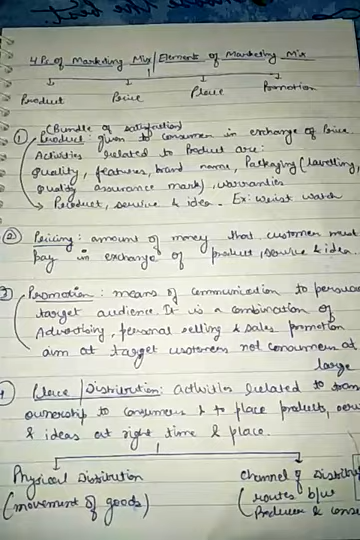 4 Ps of Marketing Mix / Element of Marketing Mix
Product Price Place Promotion
(Bundle of satisfaction)
① Product given to consumer in exchange of Price
Activities related to Product are:
Quality, features, brand name, Packaging (labelling,
quality assurance mark), warranties
→ Product, service & idea. Ex: wrist watch
② Pricing: amount of money that customer must
pay in exchange of product, service & idea.
③ Promotion: means of communication to persua
target audience. It is a combination of
Advertising, personal selling & sales promotion
aim at target customers not consumers at
large
4 Place / Distribution: Activities related to tran
ownership to consumers & to place products, serv
& ideas at right time & place.
Physical Distribution Channel of Distrib
(movement of goods) (routes b/w
Producer & cons